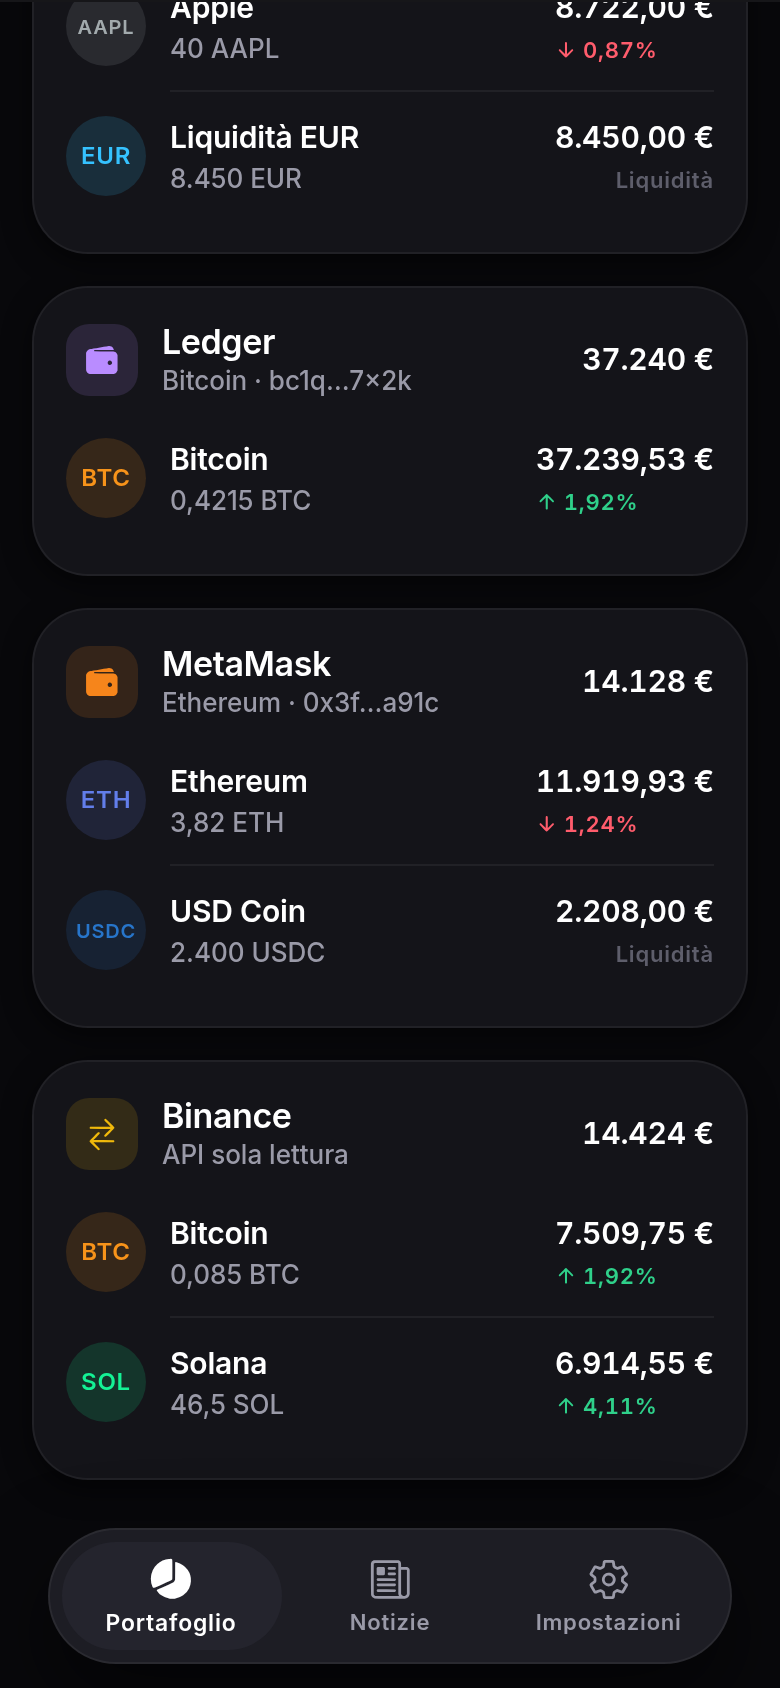 AAPL
Apple
8.722,00 €
40 AAPL
↓ 0,87%
EUR
Liquidità EUR
8.450,00 €
8.450 EUR
Liquidità
Ledger
37.240 €
Bitcoin · bc1q…7×2k
BTC
Bitcoin
37.239,53 €
0,4215 BTC
↑ 1,92%
MetaMask
14.128 €
Ethereum · 0x3f…a91c
ETH
Ethereum
11.919,93 €
3,82 ETH
↓ 1,24%
USDC
USD Coin
2.208,00 €
2.400 USDC
Liquidità
Binance
14.424 €
API sola lettura
BTC
Bitcoin
7.509,75 €
0,085 BTC
↑ 1,92%
SOL
Solana
6.914,55 €
46,5 SOL
↑ 4,11%
Portafoglio
Notizie
Impostazioni